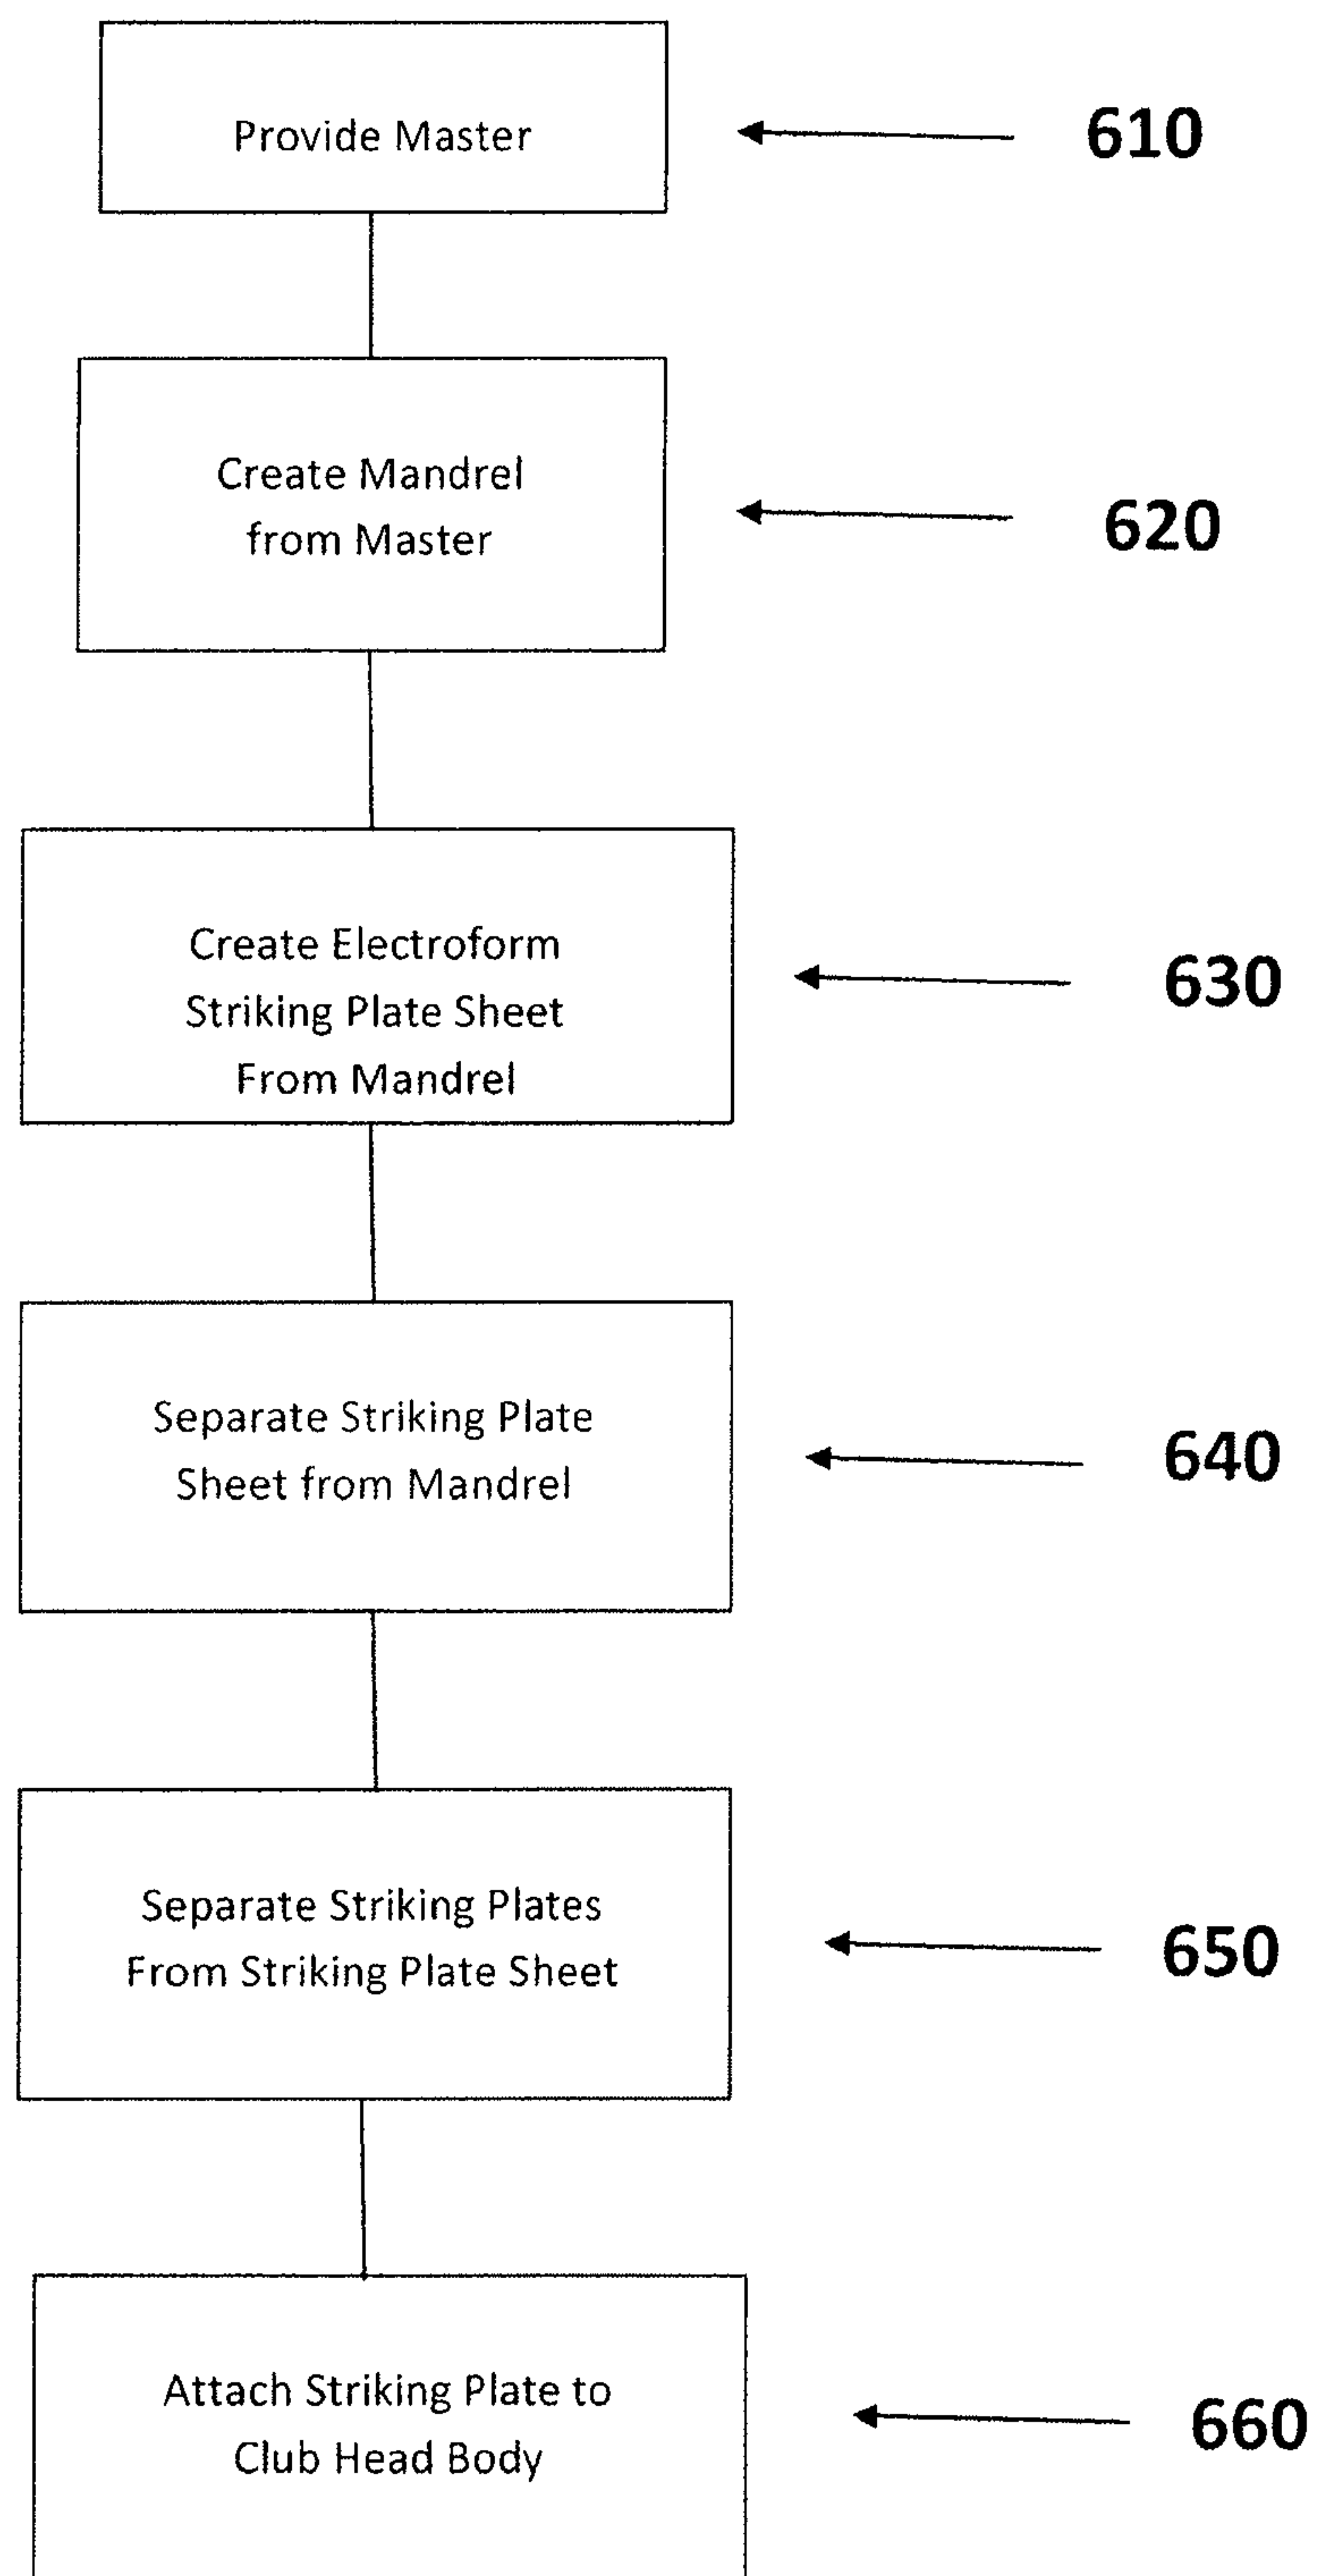 Provide Master
610
Create Mandrel
from Master
620
Create Electroform
Striking Plate Sheet
From Mandrel
630
Separate Striking Plate
Sheet from Mandrel
640
Separate Striking Plates
From Striking Plate Sheet
650
Attach Striking Plate to
Club Head Body
660